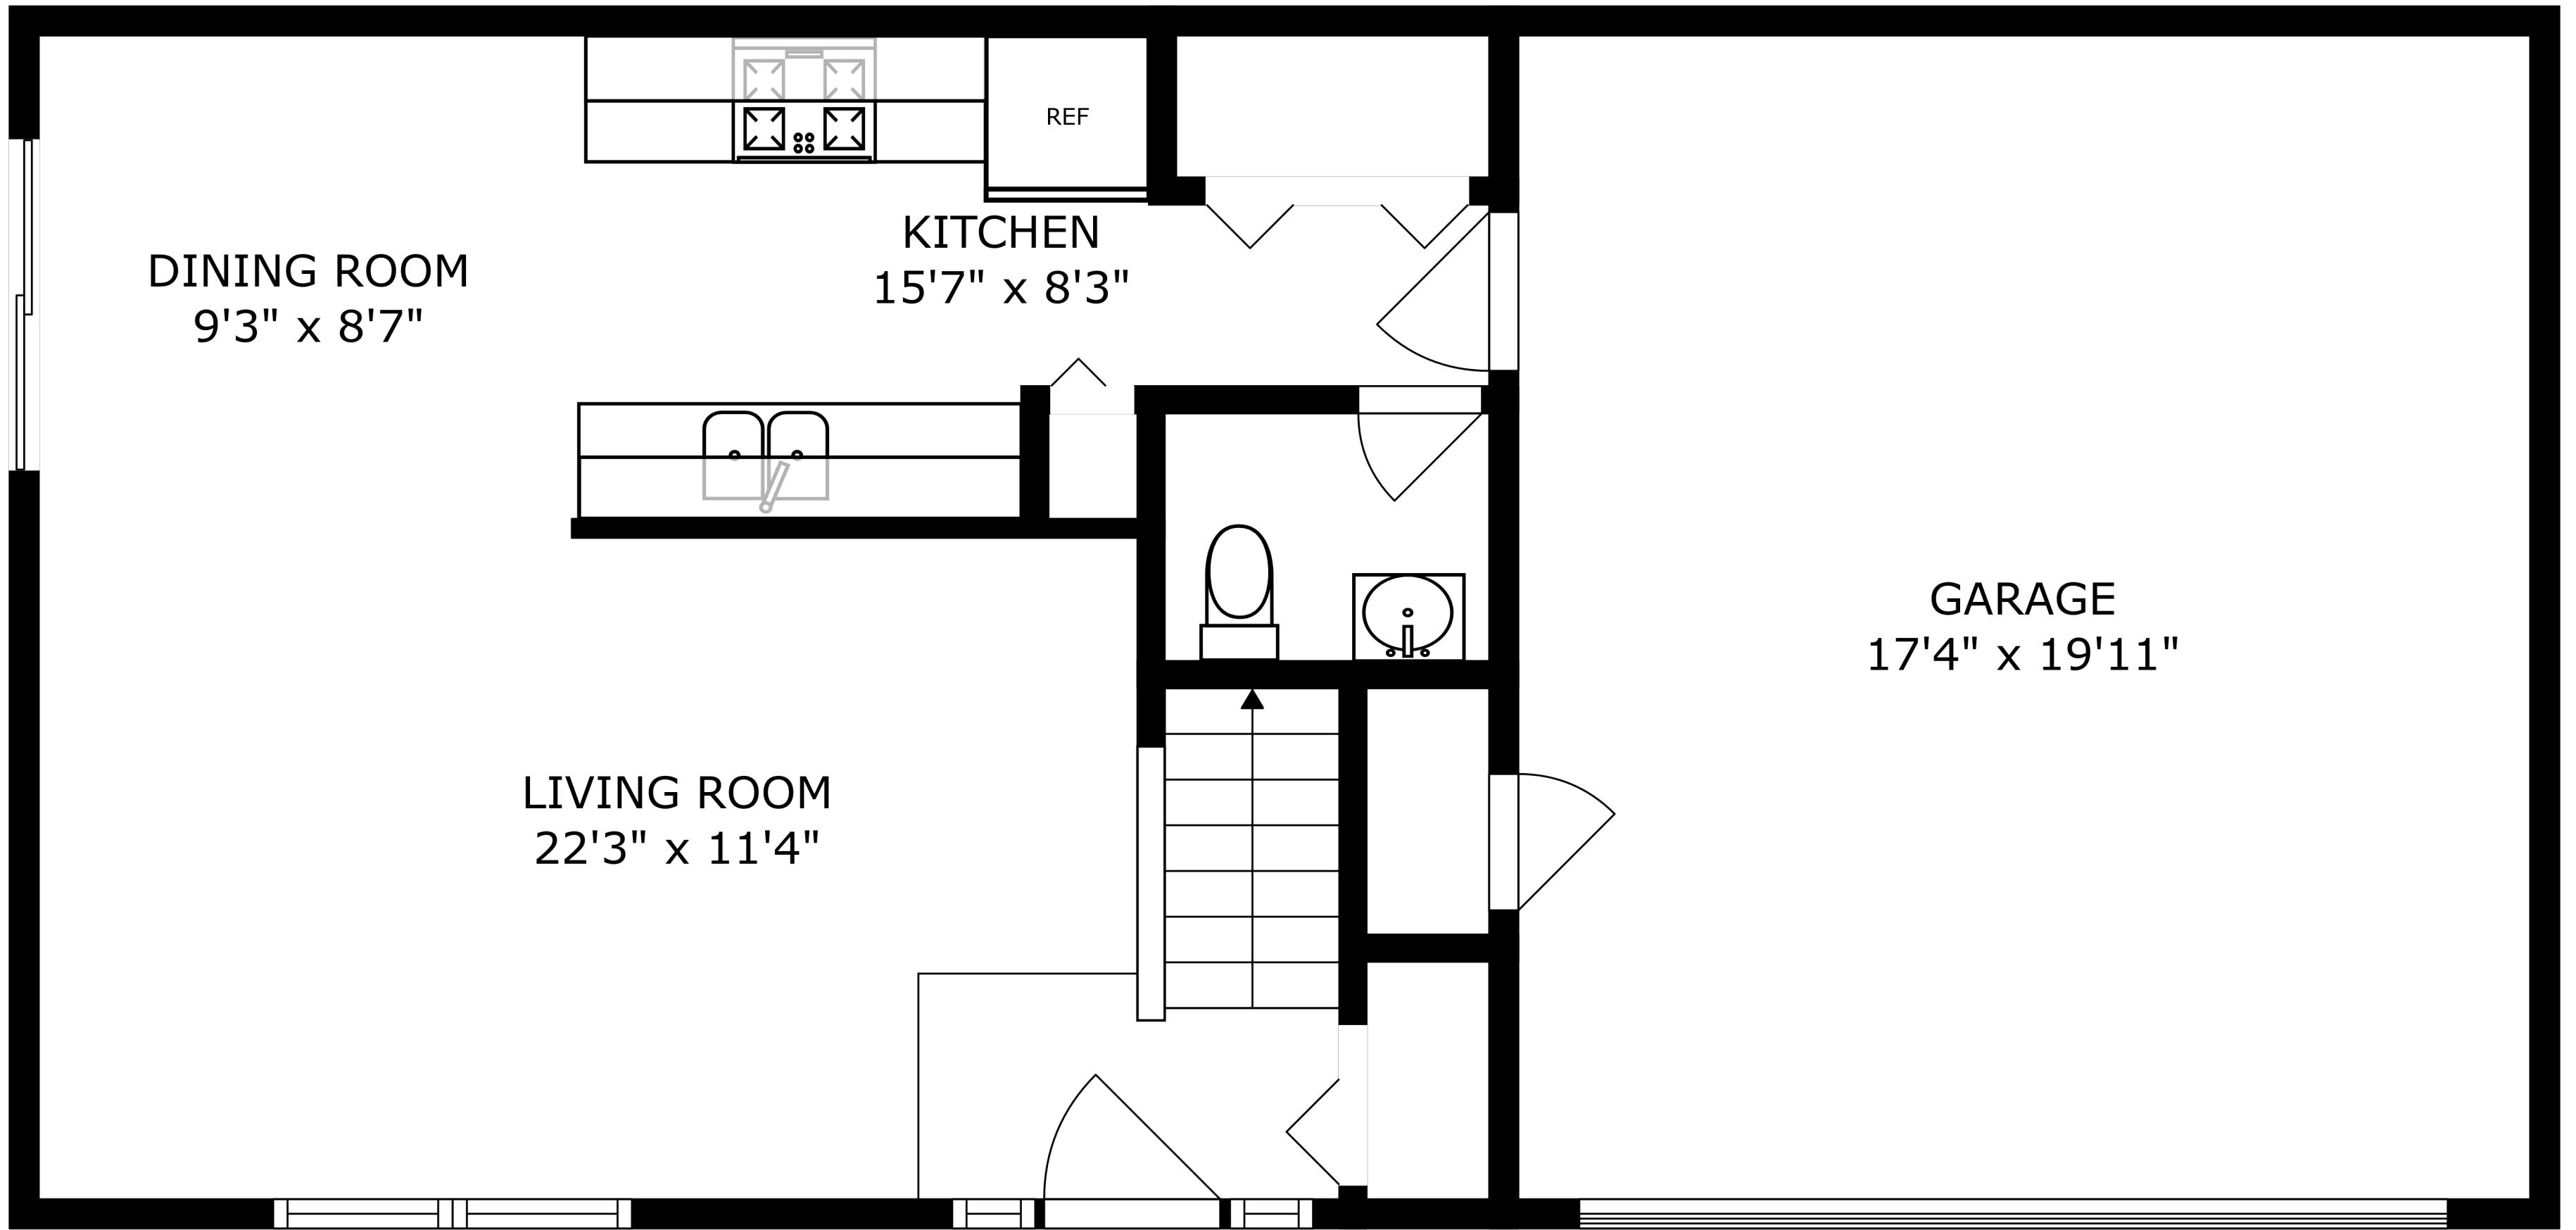 REF
KITCHEN
15'7" x 8'3"
DINING ROOM
9'3" x 8'7"
GARAGE
17'4" x 19'11"
LIVING ROOM
22'3" x 11'4"